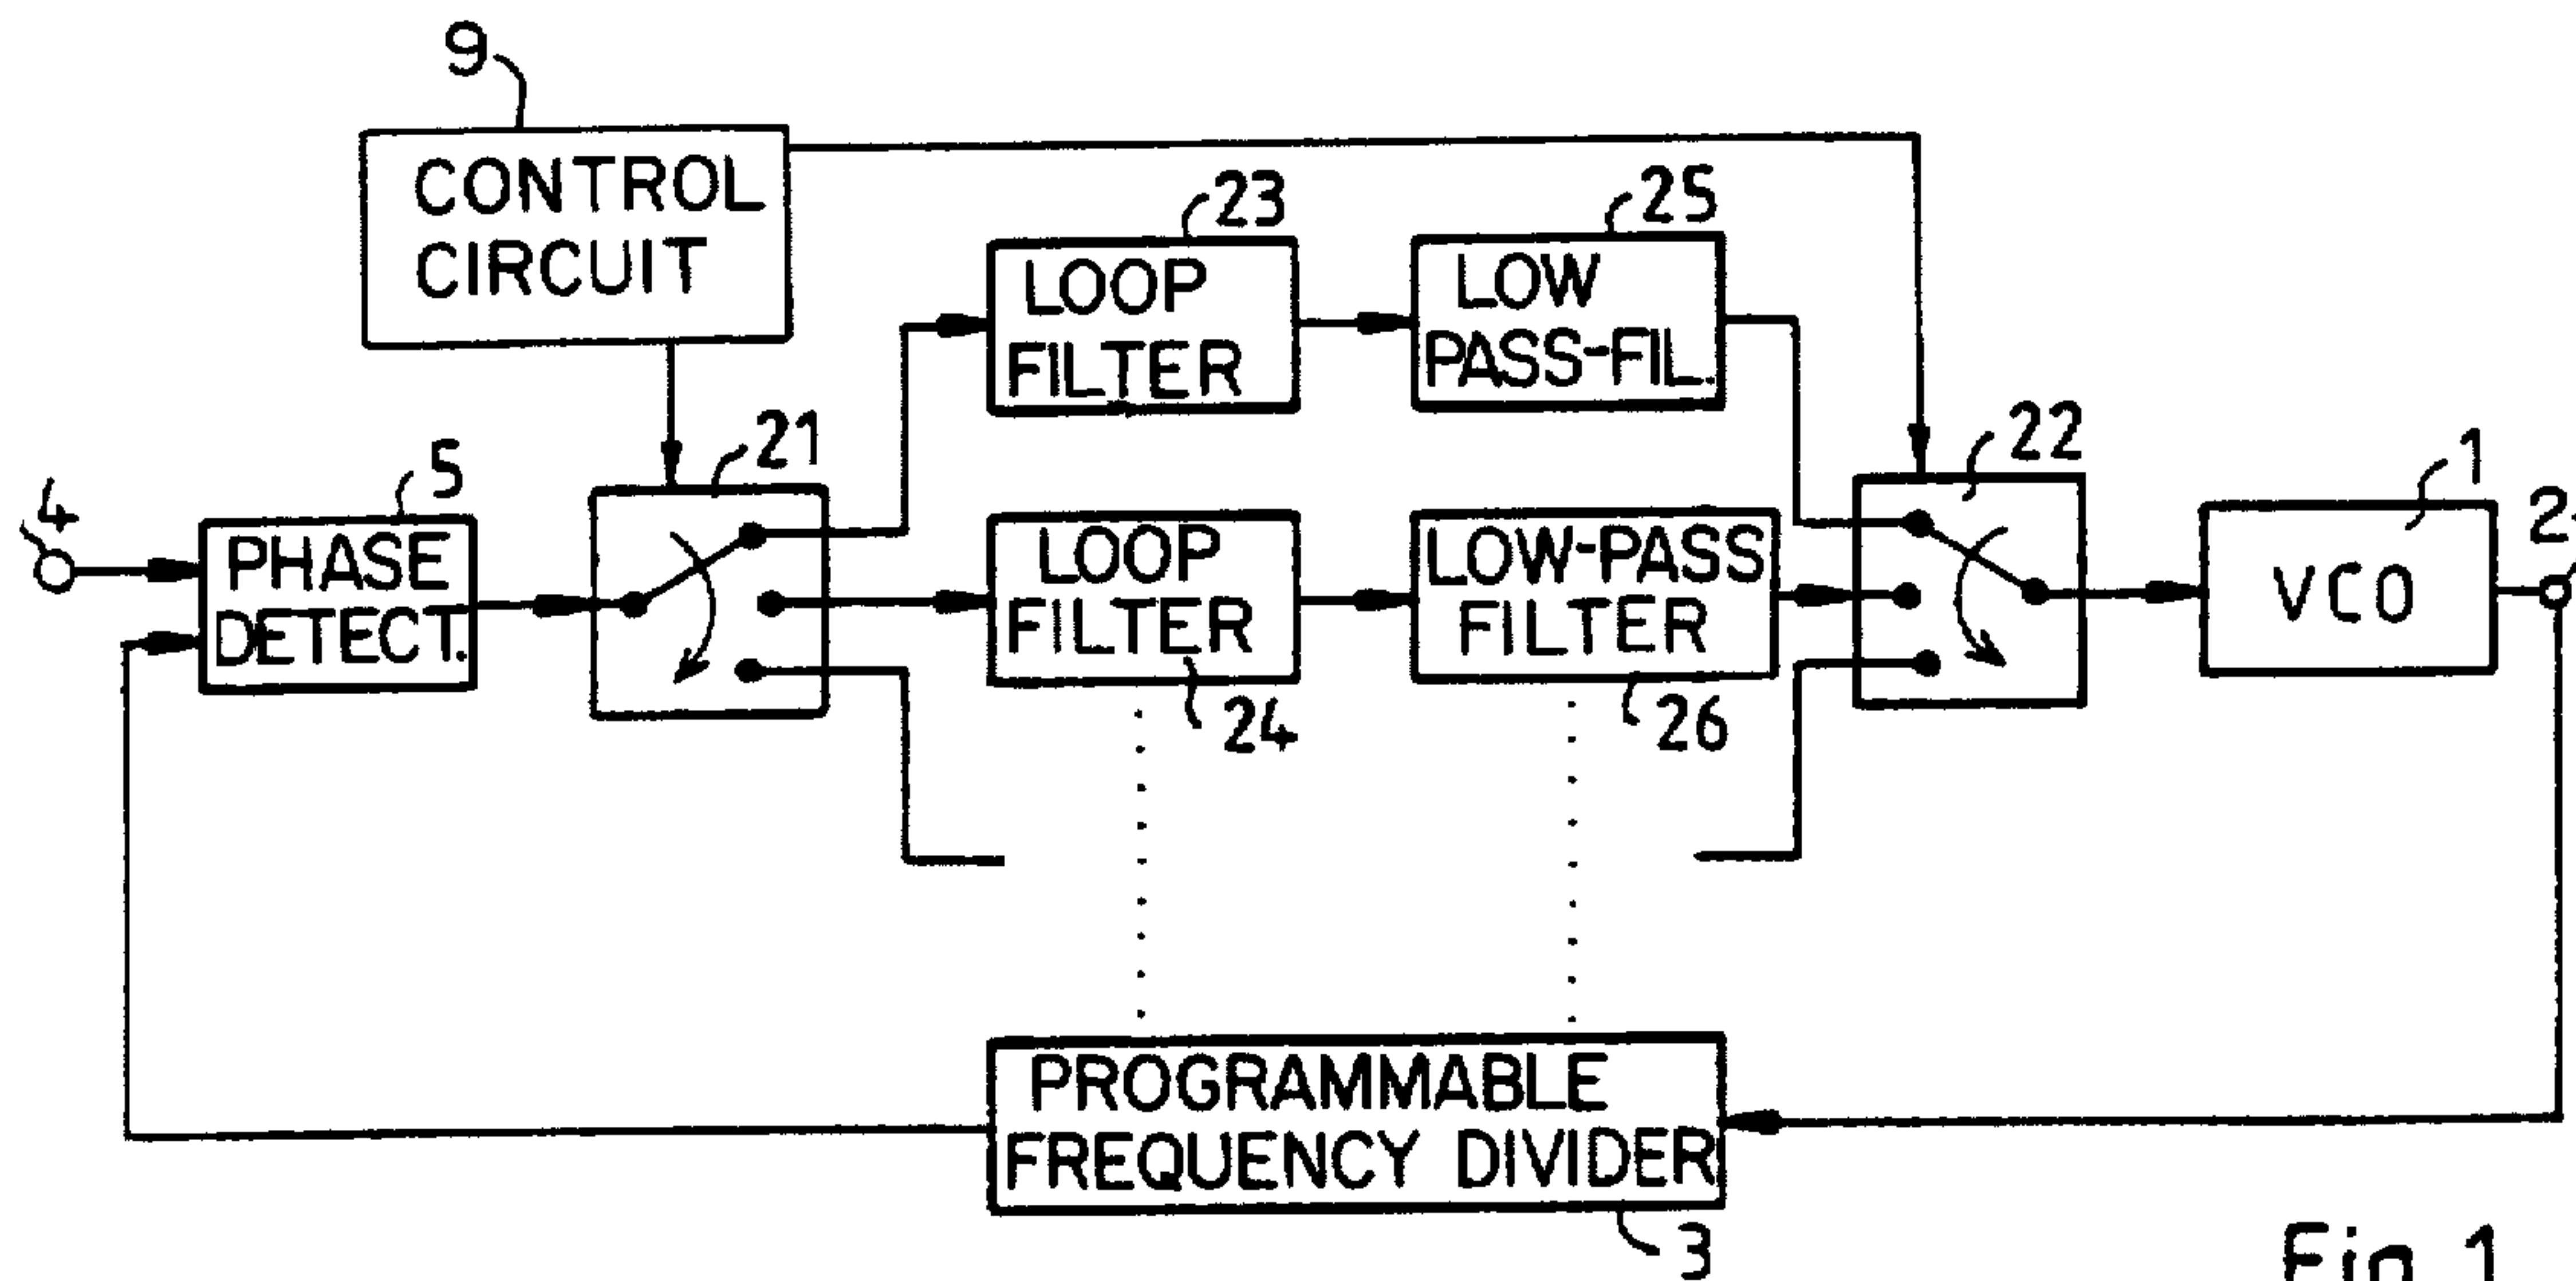 9
CONTROL
CIRCUIT
23
25
LOOP
FILTER
LOW
PASS-FIL.
4
5
21
22
1
2
PHASE
DETECT.
LOOP
FILTER
LOW-PASS
FILTER
VCO
24
26
PROGRAMMABLE
FREQUENCY DIVIDER
3
Fig. 1